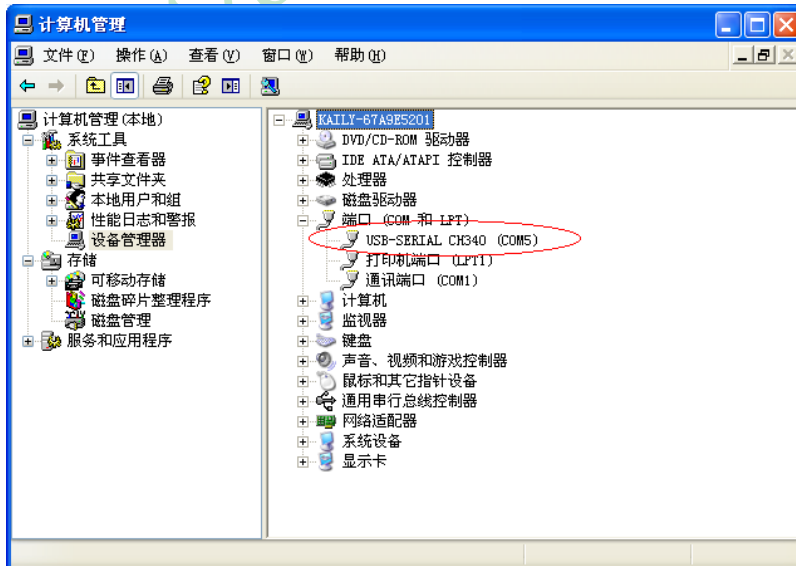 计算机管理
文件(F) 操作(A) 查看(V) 窗口(W) 帮助(H)
计算机管理(本地)
系统工具
事件查看器
共享文件夹
本地用户和组
性能日志和警报
设备管理器
存储
可移动存储
磁盘碎片整理程序
磁盘管理
服务和应用程序
KAILY-67A9E5201
DVD/CD-ROM 驱动器
IDE ATA/ATAPI 控制器
处理器
磁盘驱动器
端口 (COM 和 LPT)
USB-SERIAL CH340 (COM5)
打印机端口 (LPT1)
通讯端口 (COM1)
计算机
监视器
键盘
声音、视频和游戏控制器
鼠标和其它指针设备
通用串行总线控制器
网络适配器
系统设备
显示卡